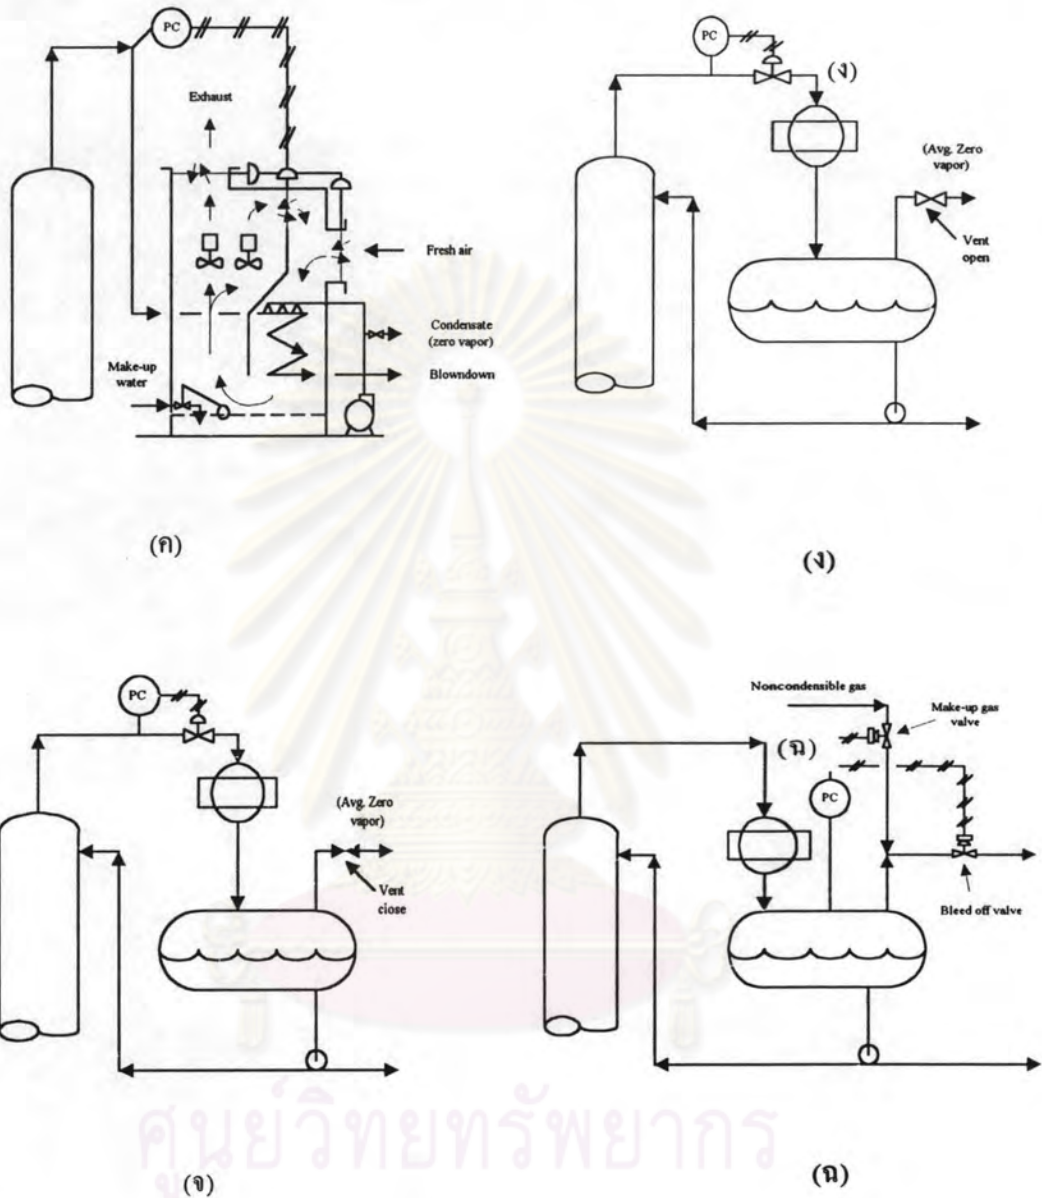 PC
Exhaust
Fresh air
Condensate
(zero vapor)
Blowndown
Make-up
water
(ค)
PC
(ง)
(Avg. Zero
vapor)
Vent
open
(ง)
PC
(Avg. Zero
vapor)
Vent
close
(จ)
Noncondensible gas
Make-up gas
valve
(ฉ)
PC
Bleed off valve
(ฉ)
ศูนย์วิทยทรัพยากร